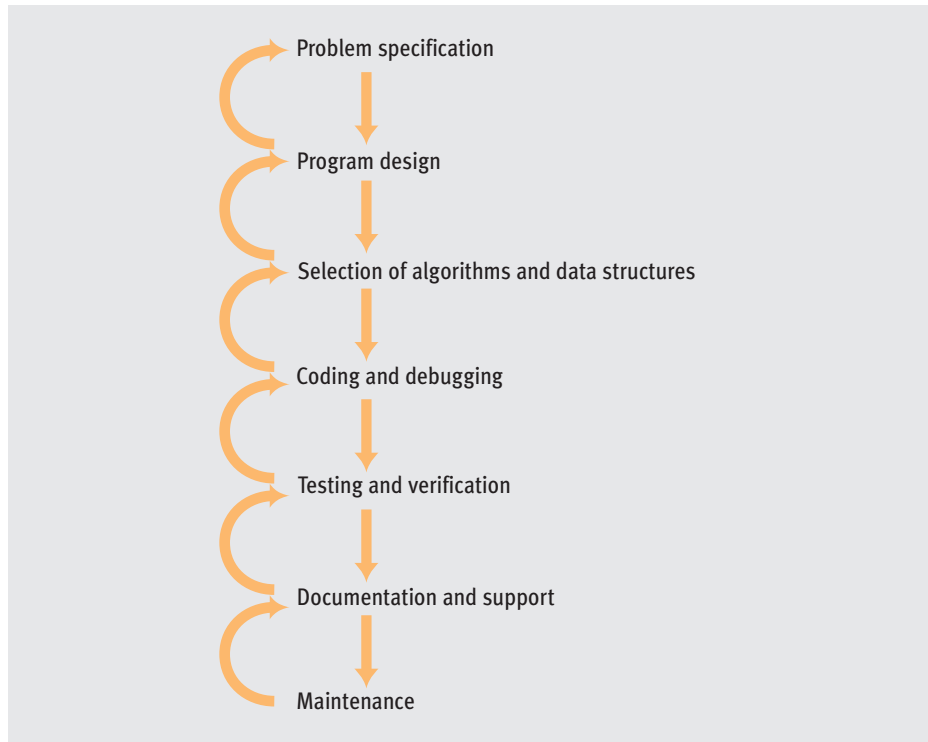 Problem specification
Program design
Selection of algorithms and data structures
Coding and debugging
Testing and verification
Documentation and support
Maintenance